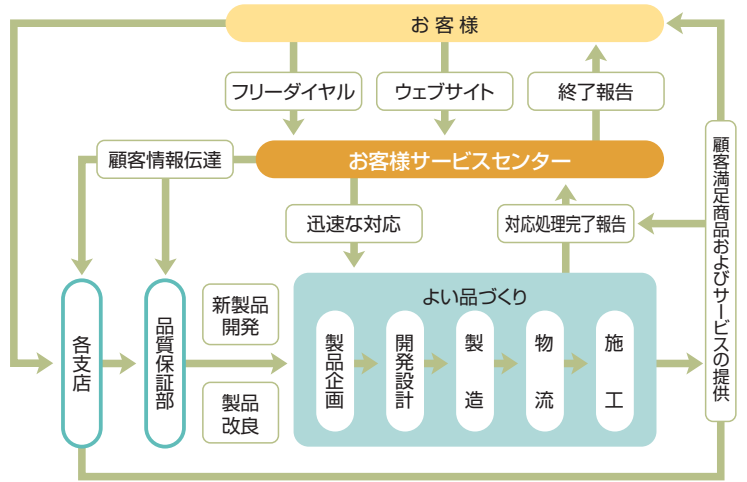 お客様
フリーダイヤル
ウェブサイト
終了報告
顧客情報伝達
お客様サービスセンター
迅速な対応
対応処理完了報告
顧客満足商品およびサービスの提供
各支店
品質保証部
新製品
開発
製品
改良
よい品づくり
製品企画
開発設計
製造
物流
施工